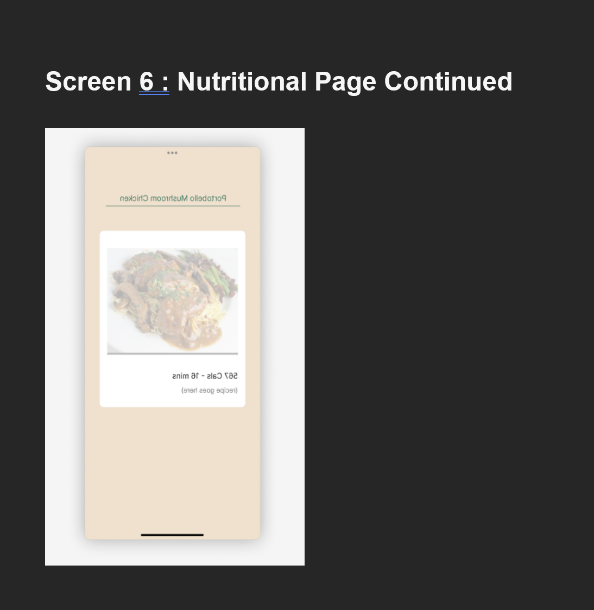 Screen 6 : Nutritional Page Continued
Portobello Mushroom Chicken
567 Cals - 16 mins
(recipe goes here)